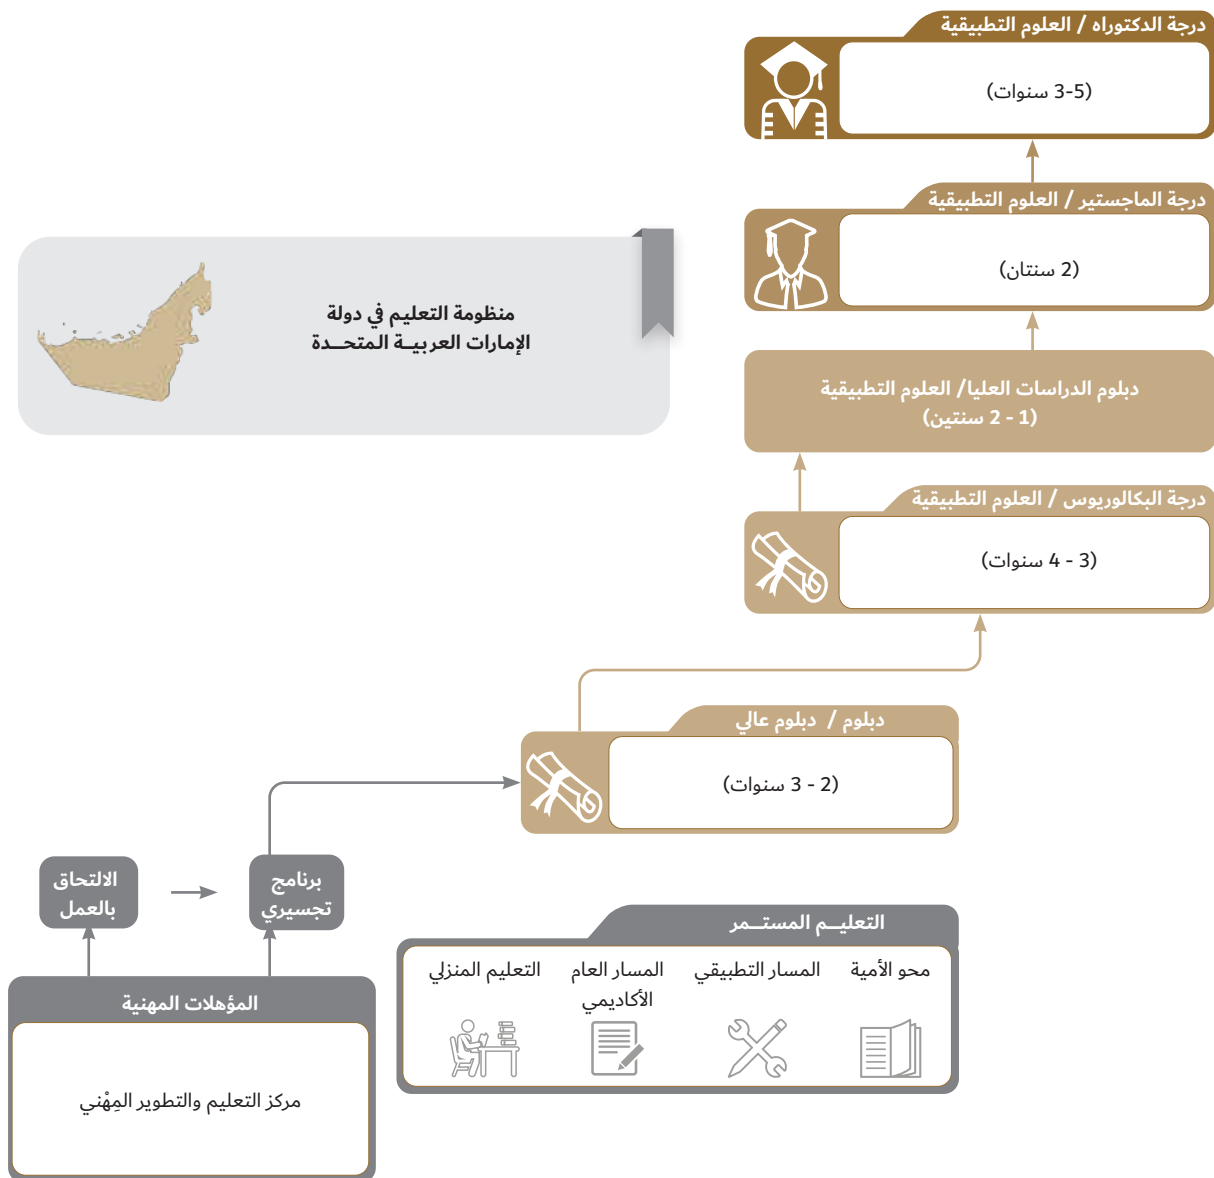 درجة الدكتوراه / العلوم التطبيقية
(3-5 سنوات)
درجة الماجستير / العلوم التطبيقية
(2 سنتان)
منظومة التعليم في دولة
الإمارات العربيــة المتحــدة
دبلوم الدراسات العليا/ العلوم التطبيقية
(1 - 2 سنتين)
درجة البكالوريوس / العلوم التطبيقية
(3 - 4 سنوات)
دبلوم / دبلوم عالي
(2 - 3 سنوات)
برنامج
تجسيري
الالتحاق
بالعمل
التعليــم المستــمر
محو الأمية
المسار التطبيقي
المسار العام
الأكاديمي
التعليم المنزلي
المؤهلات المهنية
مركز التعليم والتطوير المِهْني